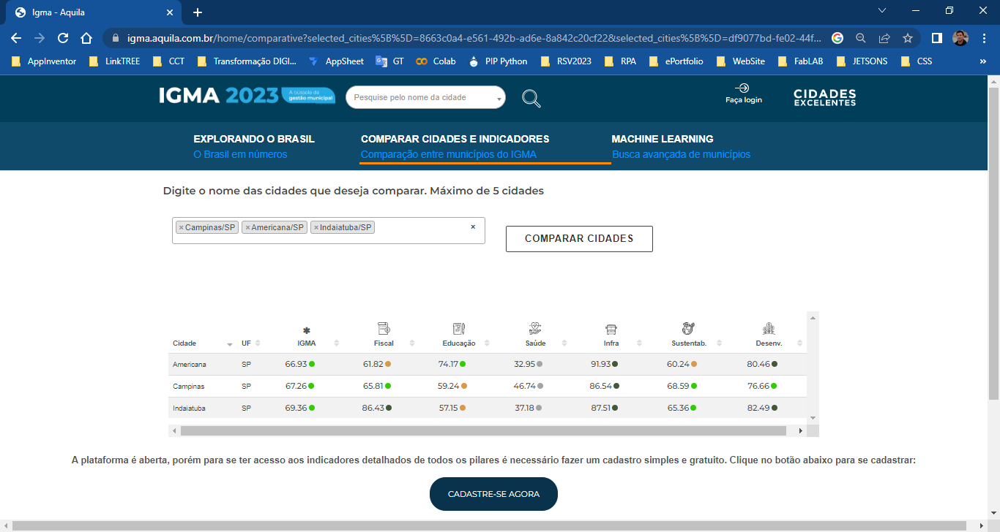 Igma - Aquila
igma.aquila.com.br/home/comparative?selected_cities%5B%5D=8663c0a4-e561-492b-ad6e-8a842c20cf22&selected_cities%5B%5D=df9077bd-fe02-44f...
AppInventor LinkTREE CCT Transformação DIGI... AppSheet GT Colab PIP Python RSV2023 RPA ePortfolio WebSite FabLAB JETSONS CSS »
IGMA 2023 A bússola da gestão municipal
Pesquise pelo nome da cidade
Faça login
CIDADES
EXCELENTES
EXPLORANDO O BRASIL COMPARAR CIDADES E INDICADORES MACHINE LEARNING
O Brasil em números Comparação entre municípios do IGMA Busca avançada de municípios
Digite o nome das cidades que deseja comparar. Máximo de 5 cidades
×Campinas/SP ×Americana/SP ×Indaiatuba/SP ×
COMPARAR CIDADES
Cidade UF IGMA Fiscal Educação Saúde Infra Sustentab. Desenv.
Americana SP 66.93 61.82 74.17 32.95 91.93 60.24 80.46
Campinas SP 67.26 65.81 59.24 46.74 86.54 68.59 76.66
Indaiatuba SP 69.36 86.43 57.15 37.18 87.51 65.36 82.49
A plataforma é aberta, porém para se ter acesso aos indicadores detalhados de todos os pilares é necessário fazer um cadastro simples e gratuito. Clique no botão abaixo para se cadastrar:
CADASTRE-SE AGORA